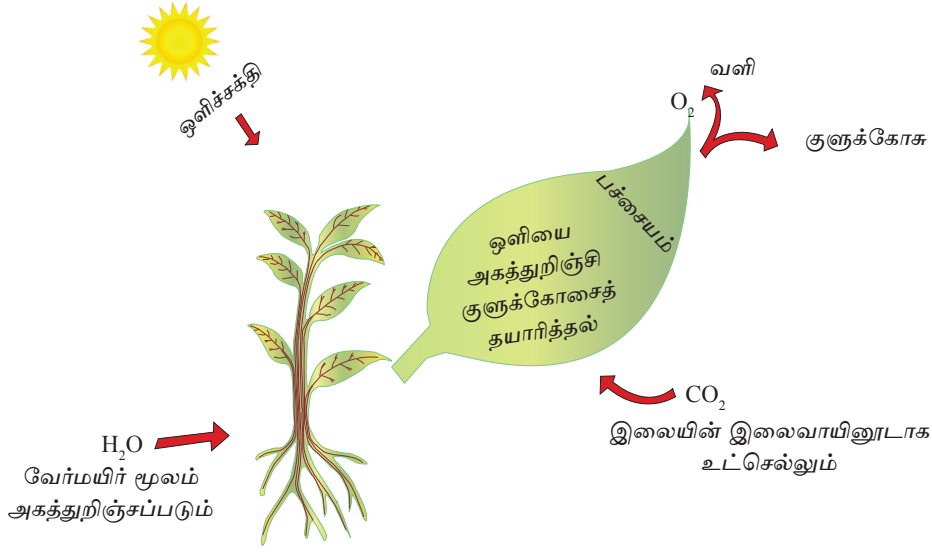 ஒளிச்சக்தி
வளி
O₂
குளுக்கோசு
பச்சையம்
ஒளியை
அகத்துறிஞ்சி
குளுக்கோசைத்
தயாரித்தல்
CO₂
இலையின் இலைவாயினூடாக
உட்செல்லும்
H₂O
வேர்மயிர் மூலம்
அகத்துறிஞ்சப்படும்